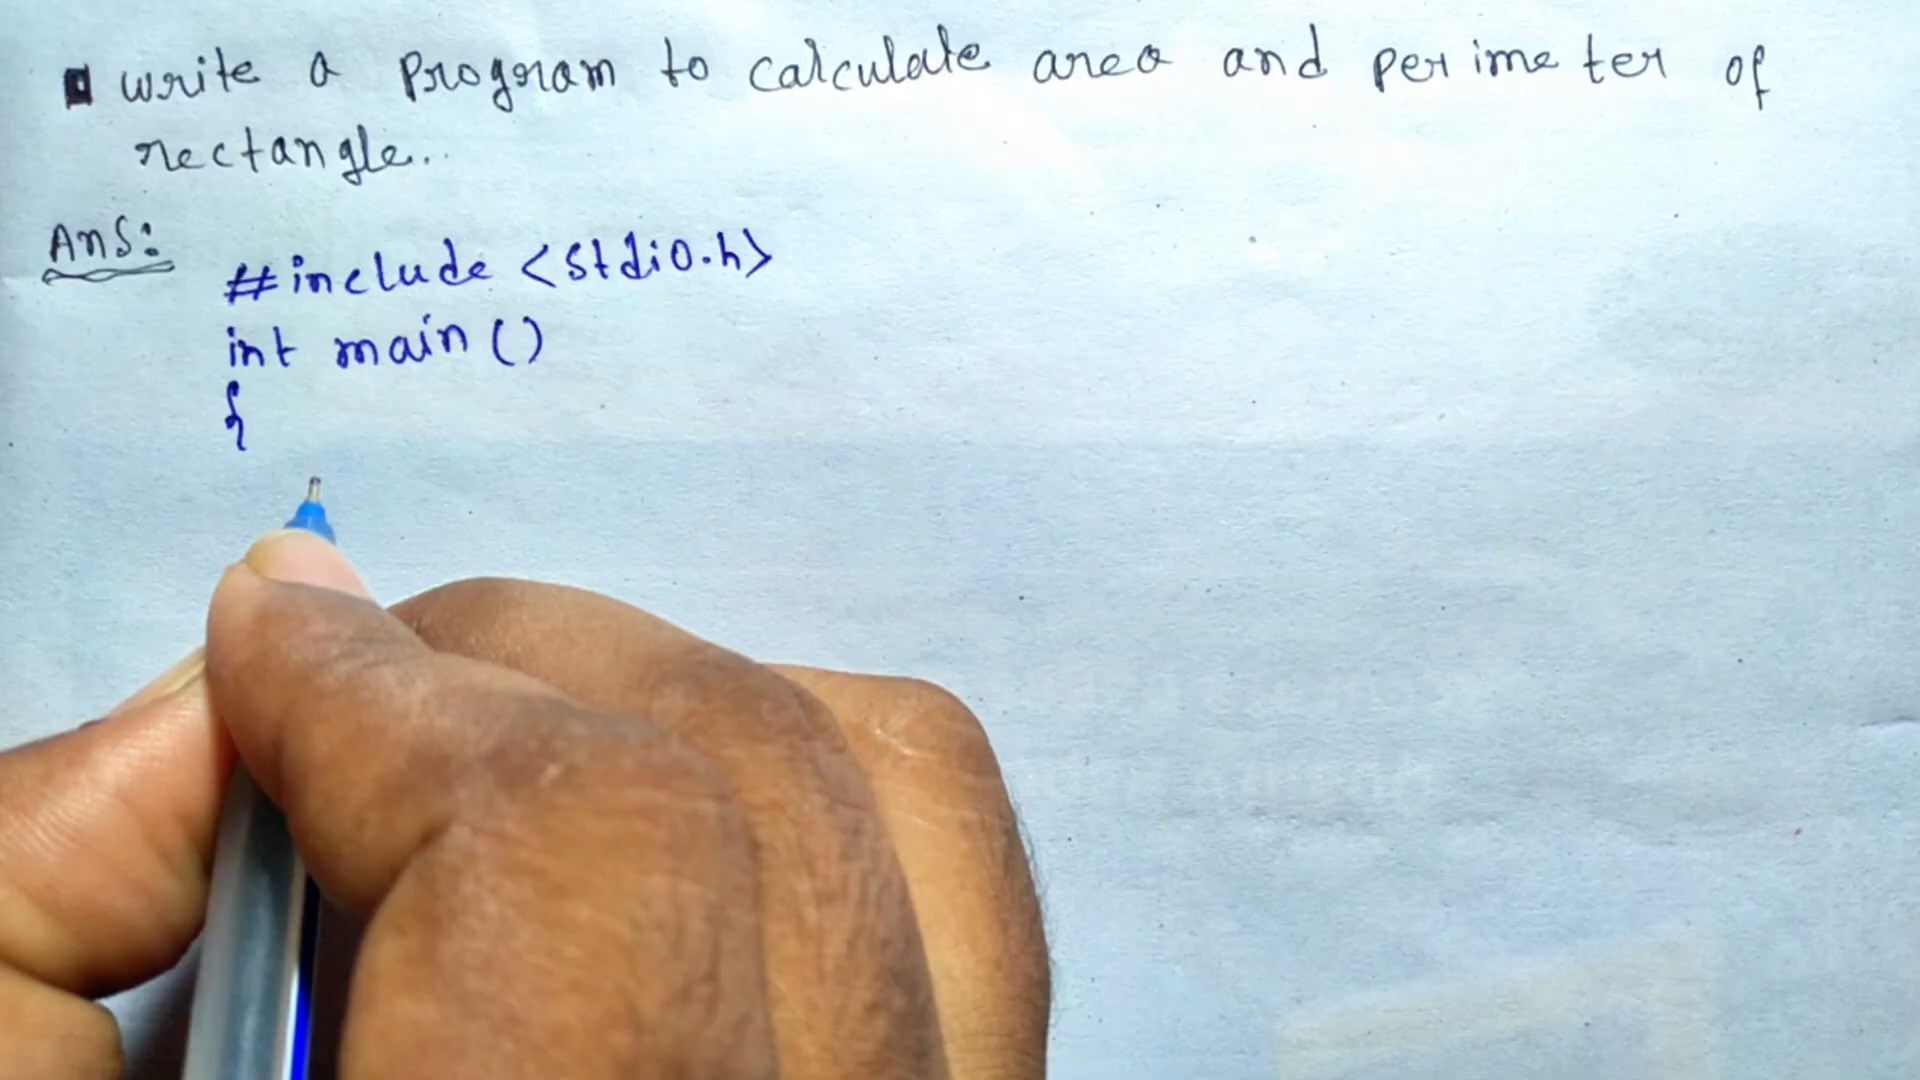 write a program to calculate area and perimeter of
rectangle..
Ans:
#include <stdio.h>
int main()
{